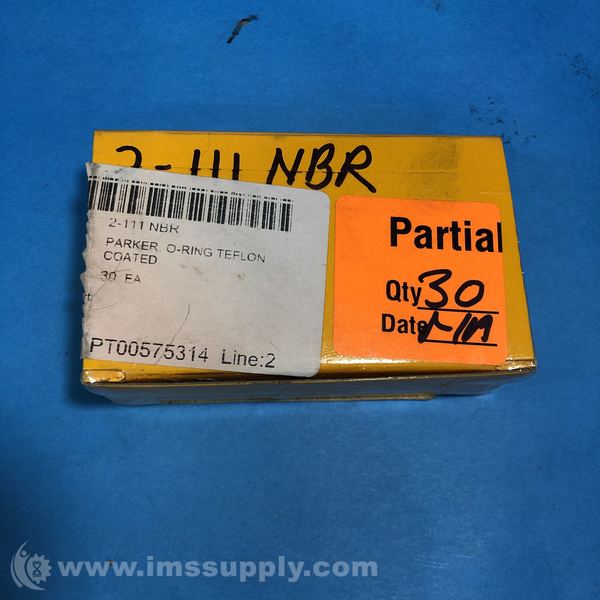 2-111 NBR
2-111 NBR
PARKER O-RING TEFLON
COATED
30 EA
PT00575314 Line:2
Partial
Qty 30
Date
www.imssupply.com